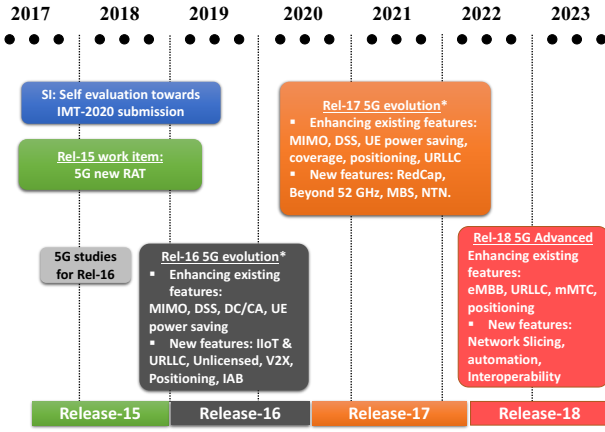 2017 2018 2019 2020 2021 2022 2023
SI: Self evaluation towards
IMT-2020 submission
Rel-15 work item:
5G new RAT
5G studies
for Rel-16
Rel-16 5G evolution*
▪ Enhancing existing
features:
MIMO, DSS, DC/CA, UE
power saving
▪ New features: IIoT &
URLLC, Unlicensed, V2X,
Positioning, IAB
Rel-17 5G evolution*
▪ Enhancing existing features:
MIMO, DSS, UE power saving,
coverage, positioning, URLLC
▪ New features: RedCap,
Beyond 52 GHz, MBS, NTN.
Rel-18 5G Advanced
Enhancing existing
features:
eMBB, URLLC, mMTC,
positioning
▪ New features:
Network Slicing,
automation,
Interoperability
Release-15 Release-16 Release-17 Release-18